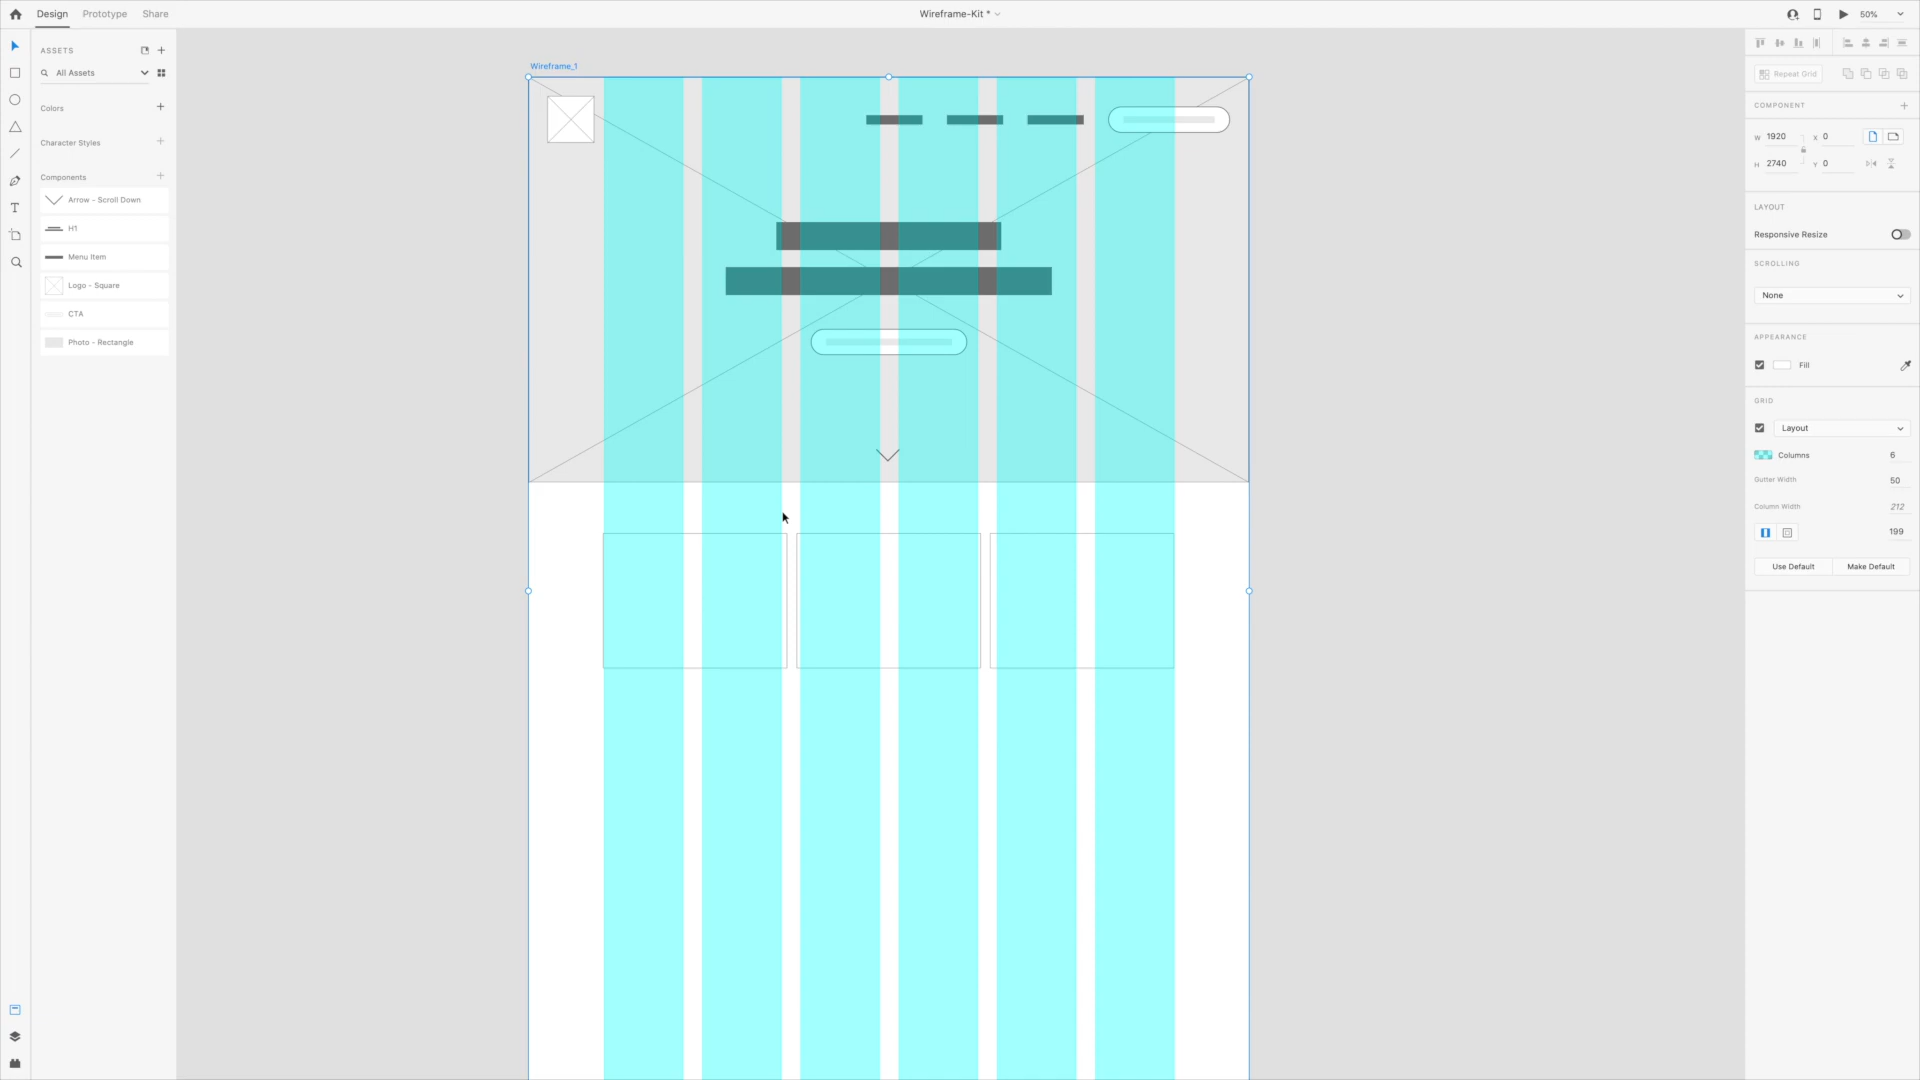 Design Prototype Share
Wireframe-Kit *
50%
ASSETS
All Assets
Colors
Character Styles
Components
Arrow - Scroll Down
H1
Menu Item
Logo - Square
CTA
Photo - Rectangle
Wireframe_1
Repeat Grid
COMPONENT
W 1920 X 0
H 2740 Y 0
LAYOUT
Responsive Resize
SCROLLING
None
APPEARANCE
Fill
GRID
Layout
Columns 6
Gutter Width 50
Column Width 212
199
Use Default Make Default